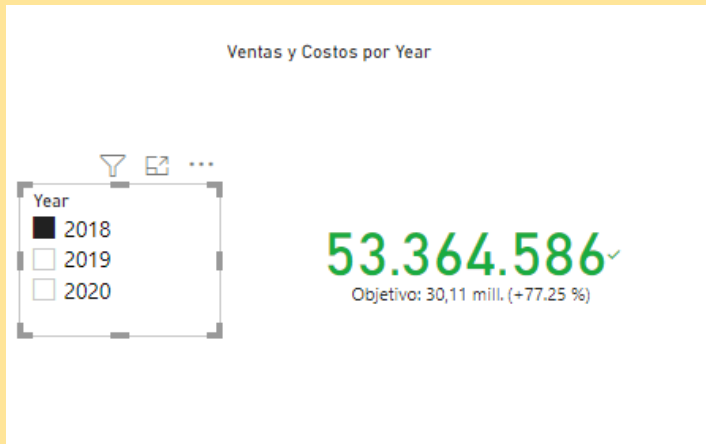 Ventas y Costos por Year
Year
2018
2019
2020
53.364.586
Objetivo: 30,11 mill. (+77.25 %)